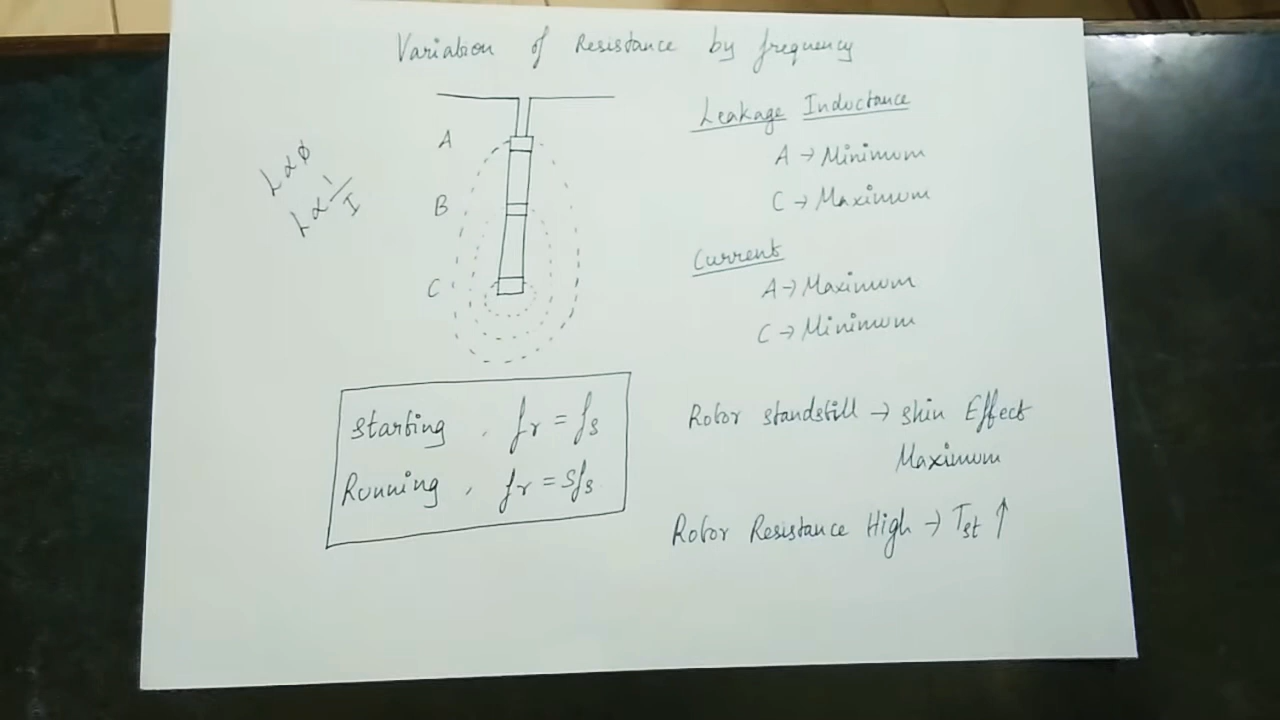 Variation of Resistance by frequency
A
B
C
L α ϕ
L α 1/I
Leakage Inductance
A → Minimum
C → Maximum
Current
A → Maximum
C → Minimum
starting , fr = fs
Running , fr = sfs
Rotor standstill → skin Effect
Maximum
Rotor Resistance High → Tst ↑